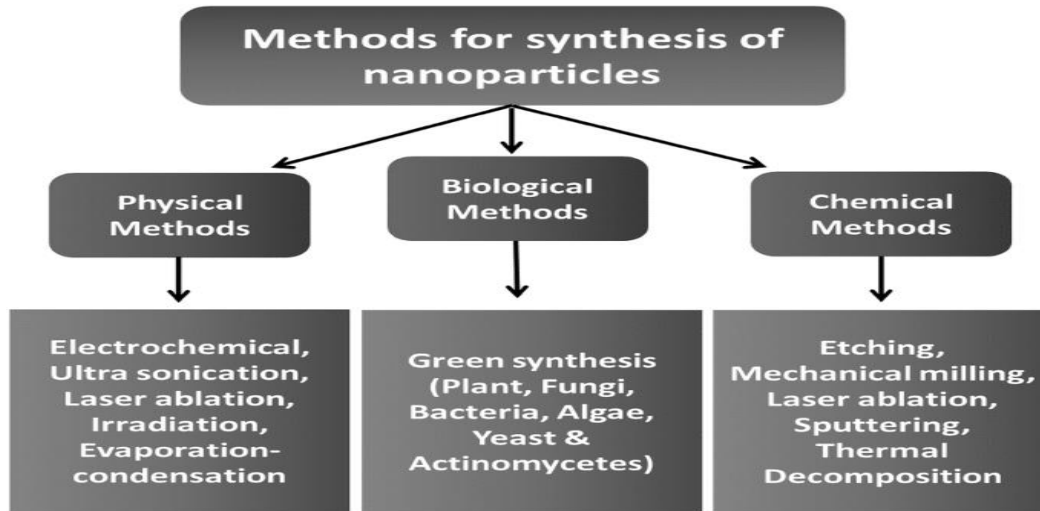 Methods for synthesis of
nanoparticles
Physical
Methods
Biological
Methods
Chemical
Methods
Electrochemical,
Ultra sonication,
Laser ablation,
Irradiation,
Evaporation-
condensation
Green synthesis
(Plant, Fungi,
Bacteria, Algae,
Yeast &
Actinomycetes)
Etching,
Mechanical milling,
Laser ablation,
Sputtering,
Thermal
Decomposition